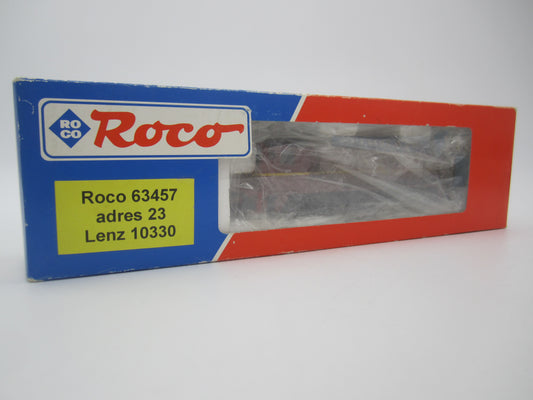 RO
CO
Roco
Roco 63457
adres 23
Lenz 10330